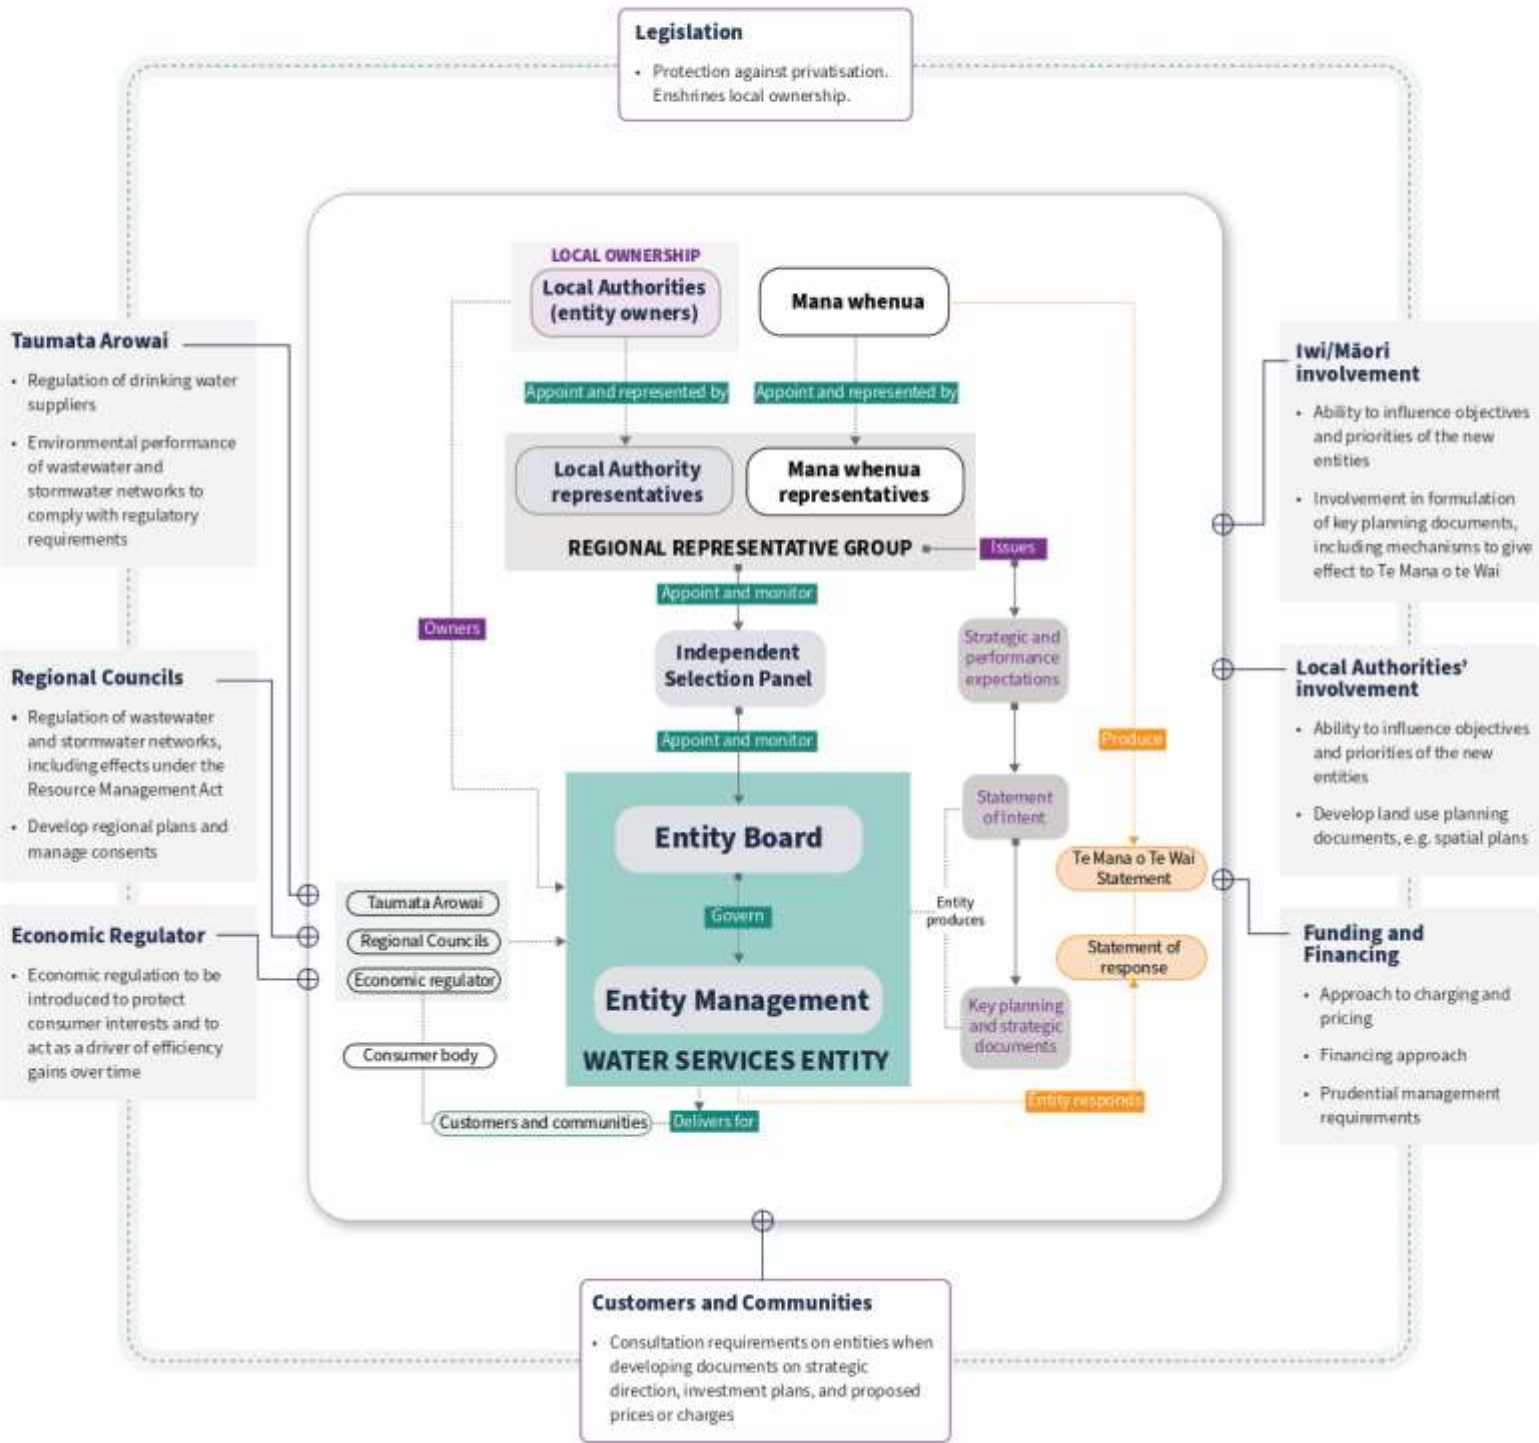 Legislation
• Protection against privatisation.
Enshrines local ownership.
LOCAL OWNERSHIP
Local Authorities
(entity owners)
Mana whenua
Appoint and represented by
Appoint and represented by
Local Authority
representatives
Mana whenua
representatives
REGIONAL REPRESENTATIVE GROUP
Issues
Appoint and monitor
Owners
Independent
Selection Panel
Strategic and
performance
expectations
Appoint and monitor
Produce
Entity Board
Statement
of Intent
Te Mana o Te Wai
Statement
Govern
Entity
produces
Taumata Arowai
Regional Councils
Economic regulator
Statement of
response
Entity Management
Key planning
and strategic
documents
Consumer body
WATER SERVICES ENTITY
Entity responds
Customers and communities
Delivers for
Taumata Arowai
• Regulation of drinking water
suppliers
• Environmental performance
of wastewater and
stormwater networks to
comply with regulatory
requirements
Regional Councils
• Regulation of wastewater
and stormwater networks,
including effects under the
Resource Management Act
• Develop regional plans and
manage consents
Economic Regulator
• Economic regulation to be
introduced to protect
consumer interests and to
act as a driver of efficiency
gains over time
Iwi/Māori
involvement
• Ability to influence objectives
and priorities of the new
entities
• Involvement in formulation
of key planning documents,
including mechanisms to give
effect to Te Mana o te Wai
Local Authorities’
involvement
• Ability to influence objectives
and priorities of the new
entities
• Develop land use planning
documents, e.g. spatial plans
Funding and
Financing
• Approach to charging and
pricing
• Financing approach
• Prudential management
requirements
Customers and Communities
• Consultation requirements on entities when
developing documents on strategic
direction, investment plans, and proposed
prices or charges